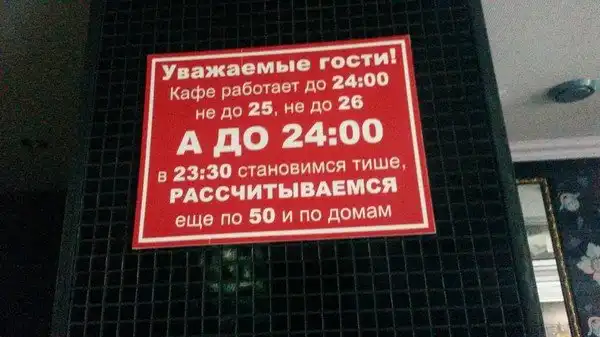 Уважаемые гости!
Кафе работает до 24:00
не до 25, не до 26
А ДО 24:00
в 23:30 становимся тише,
РАССЧИТЫВАЕМСЯ
еще по 50 и по домам